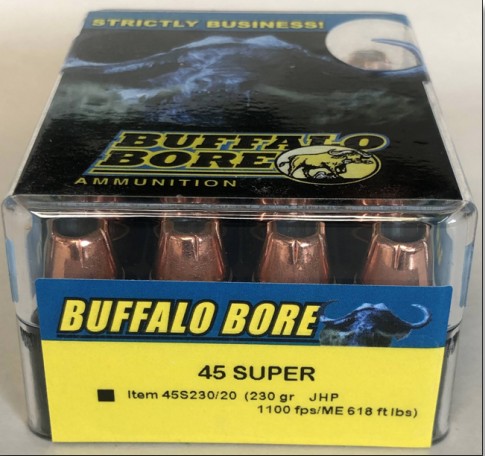 STRICTLY BUSINESS!
BUFFALO
BORE
AMMUNITION
BUFFALO BORE
45 SUPER
Item 45S230/20 (230 gr JHP
1100 fps/ME 618 ft lbs)